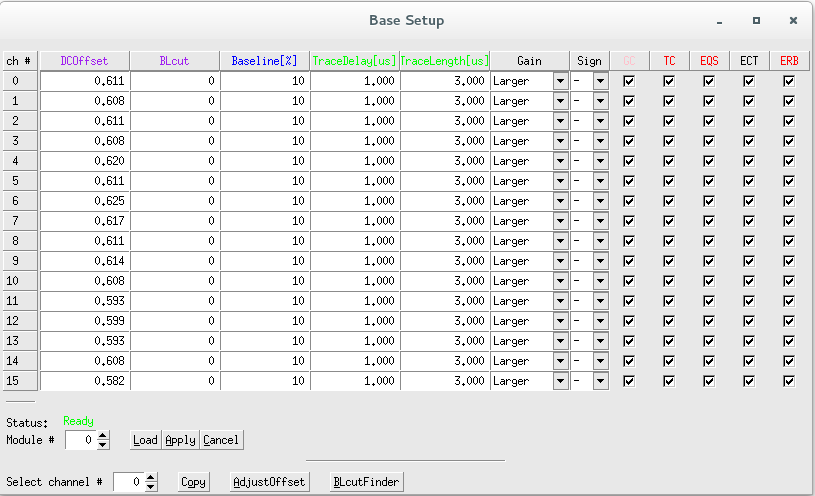 Base Setup
ch # DCOffset BLcut Baseline[%] TraceDelay[us] TraceLength[us] Gain Sign GC TC EQS ECT ERB
0 0.611 0 10 1.000 3.000 Larger -
1 0.608 0 10 1.000 3.000 Larger -
2 0.611 0 10 1.000 3.000 Larger -
3 0.608 0 10 1.000 3.000 Larger -
4 0.620 0 10 1.000 3.000 Larger -
5 0.611 0 10 1.000 3.000 Larger -
6 0.625 0 10 1.000 3.000 Larger -
7 0.617 0 10 1.000 3.000 Larger -
8 0.611 0 10 1.000 3.000 Larger -
9 0.614 0 10 1.000 3.000 Larger -
10 0.608 0 10 1.000 3.000 Larger -
11 0.593 0 10 1.000 3.000 Larger -
12 0.599 0 10 1.000 3.000 Larger -
13 0.593 0 10 1.000 3.000 Larger -
14 0.608 0 10 1.000 3.000 Larger -
15 0.582 0 10 1.000 3.000 Larger -
Status: Ready
Module # 0 Load Apply Cancel
Select channel # 0 Copy AdjustOffset BLcutFinder